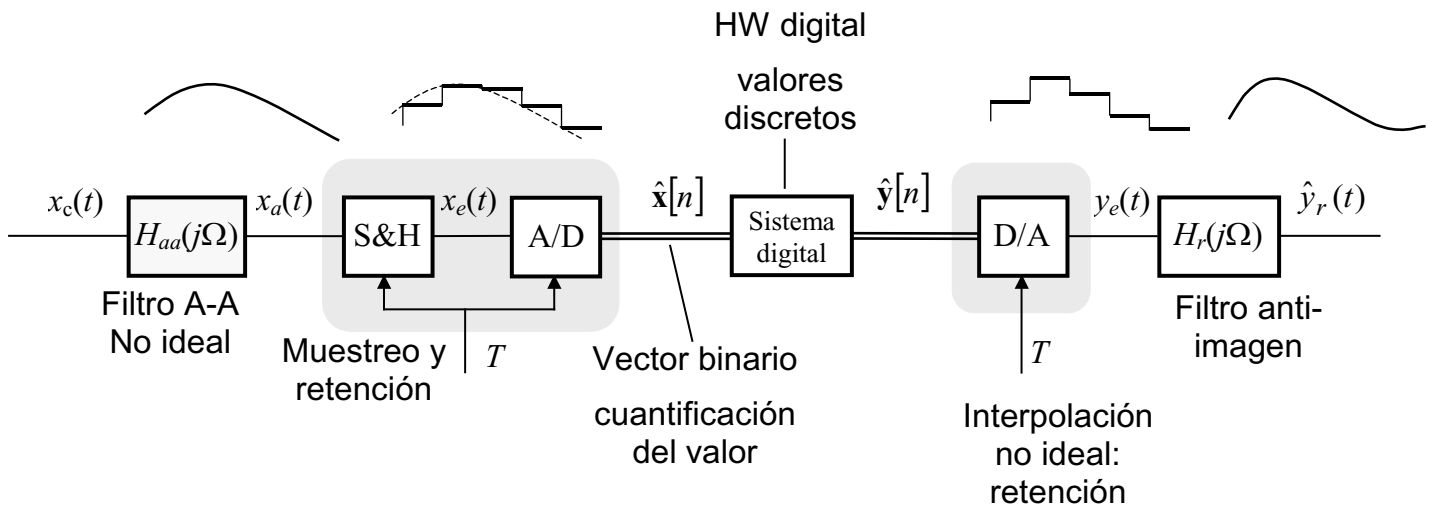 HW digital
valores
discretos
x_c(t)
H_aa(jΩ)
x_a(t)
S&H
x_e(t)
A/D
x̂[n]
Sistema
digital
ŷ[n]
D/A
y_e(t)
H_r(jΩ)
ŷ_r(t)
Filtro A-A
No ideal
Muestreo y
retención
T
Vector binario
cuantificación
del valor
T
Interpolación
no ideal:
retención
Filtro anti-
imagen